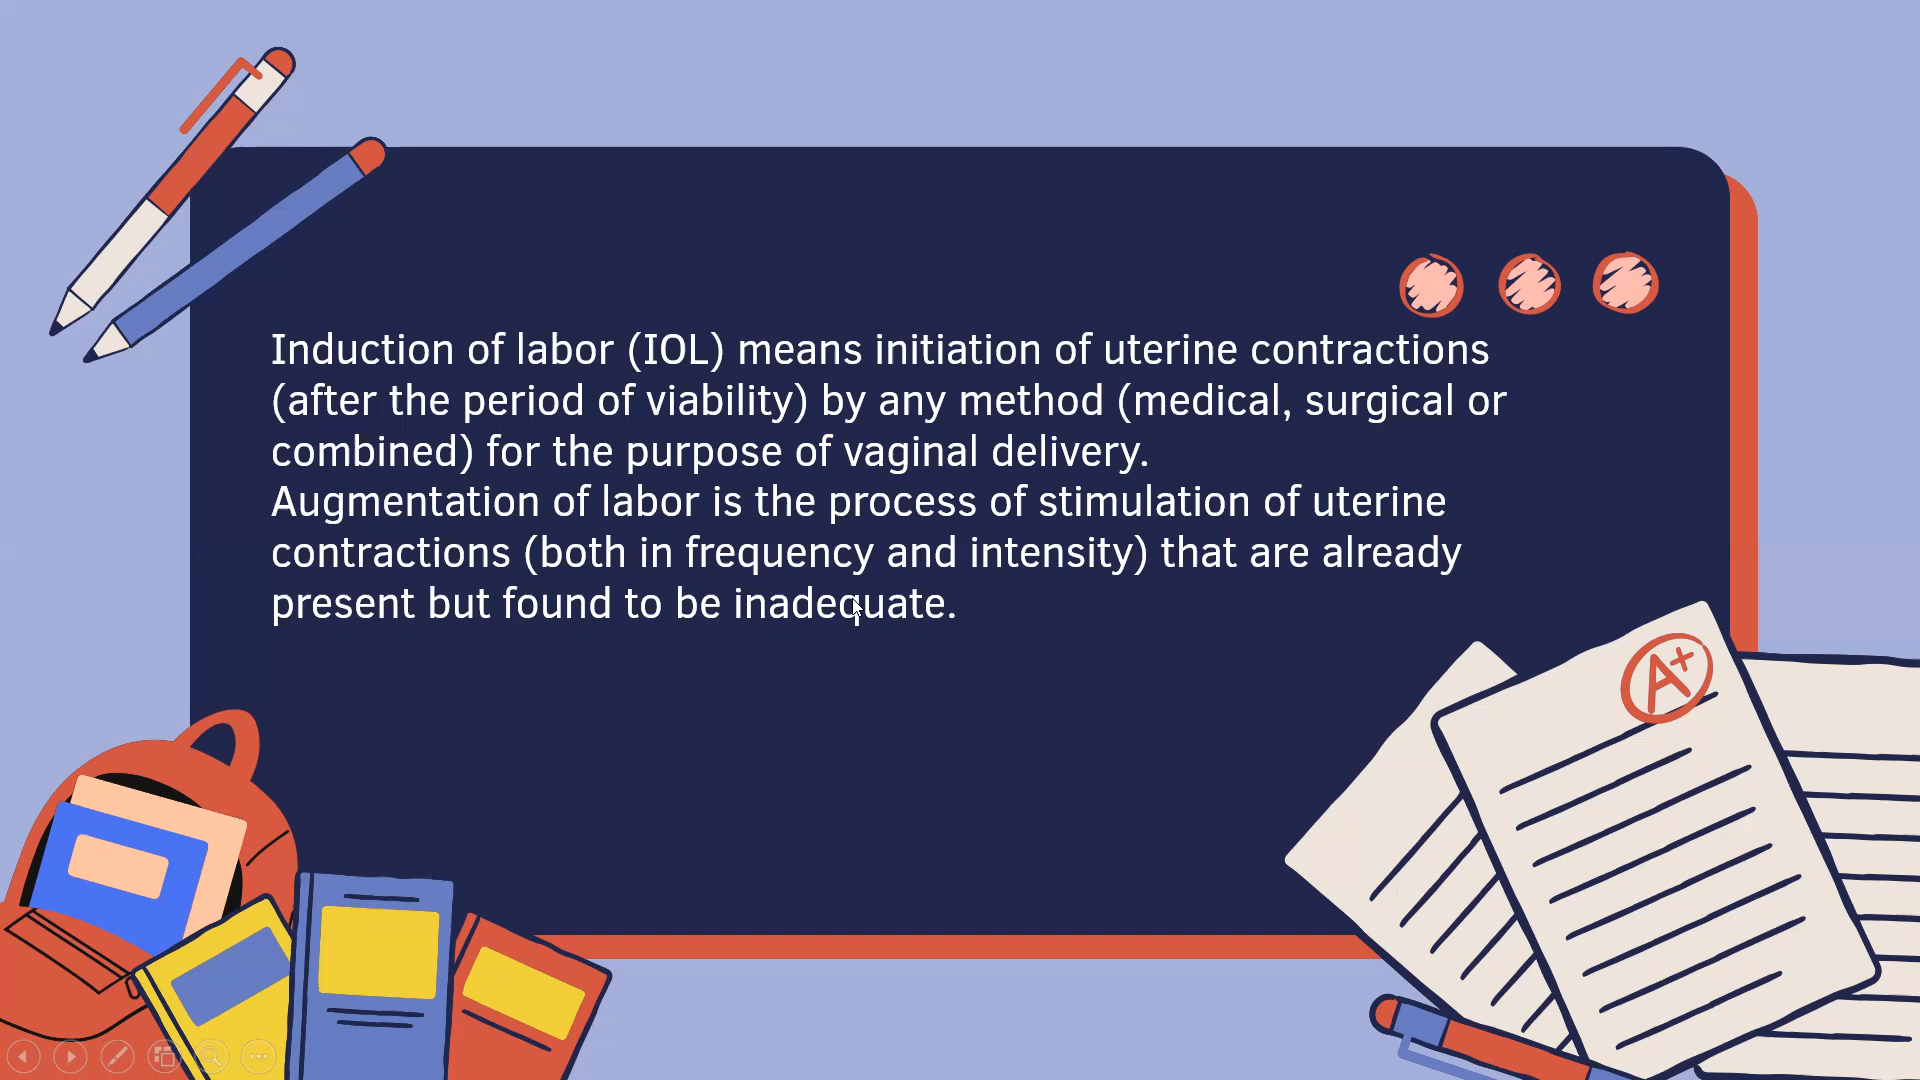 Induction of labor (IOL) means initiation of uterine contractions
(after the period of viability) by any method (medical, surgical or
combined) for the purpose of vaginal delivery.
Augmentation of labor is the process of stimulation of uterine
contractions (both in frequency and intensity) that are already
present but found to be inadequate.
A+